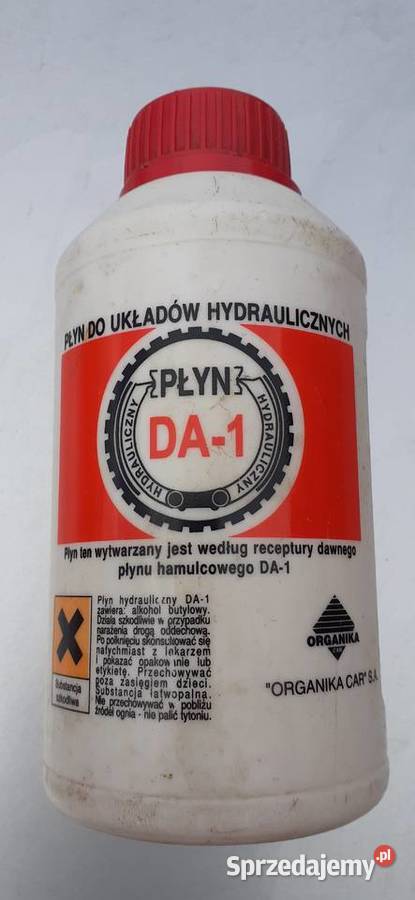 PŁYN DO UKŁADÓW HYDRAULICZNYCH
PŁYN
DA-1
HYDRAULICZNY
HYDRAULICZNY
Płyn ten wytwarzany jest według receptury dawnego
płynu hamulcowego DA-1
Płyn hydrauliczny DA-1
zawiera: alkohol butylowy.
Działa szkodliwie w przypadku
narażenia drogą oddechową.
Po połknięciu skonsultować się
natychmiast z lekarzem
i pokazać opakowanie lub
etykietę. Przechowywać
poza zasięgiem dzieci.
Substancja łatwopalna.
Nie przechowywać w pobliżu
źródeł ognia - nie palić tytoniu.
Substancja
szkodliwa
ORGANIKA
CAR
"ORGANIKA CAR" S.A.
Sprzedajemy.pl